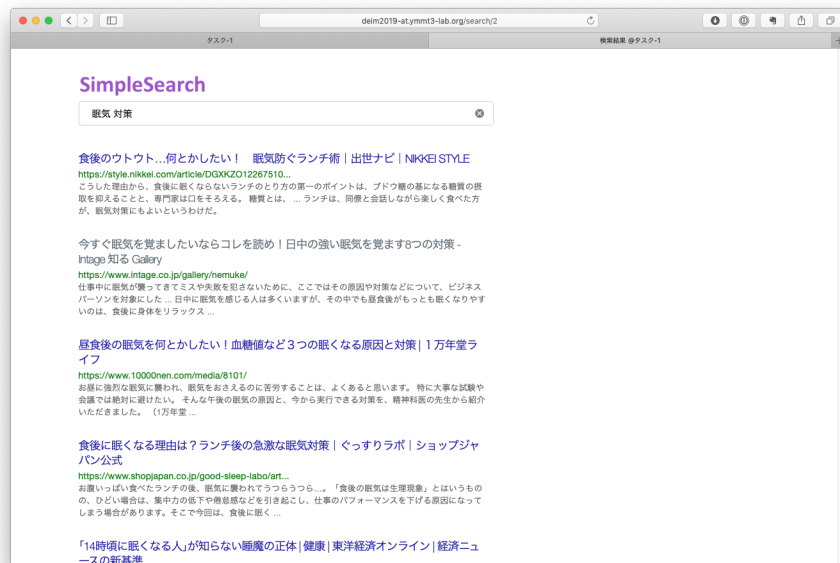 deim2019-at.ymmt3-lab.org/search/2
タスク-1
検索結果 @タスク-1
SimpleSearch
眠気 対策
食後のウトウト…何とかしたい！　眠気防ぐランチ術｜出世ナビ｜NIKKEI STYLE
https://style.nikkei.com/article/DGXKZO12267510...
こうした理由から、食後に眠くならないランチのとり方の第一のポイントは、ブドウ糖の基になる糖質の摂
取を抑えることと、専門家は口をそろえる。 糖質とは、 ... ランチは、同僚と会話しながら楽しく食べた方
が、眠気対策にもよいというわけだ。
今すぐ眠気を覚ましたいならコレを読め！日中の強い眠気を覚ます8つの対策 -
Intage 知る Gallery
https://www.intage.co.jp/gallery/nemuke/
仕事中に眠気が襲ってきてミスや失敗を犯さないために、ここではその原因や対策などについて、ビジネス
パーソンを対象にした ... 日中に眠気を感じる人は多くいますが、その中でも昼食後がもっとも眠くなりやす
いのは、食後に身体をリラックス ...
昼食後の眠気を何とかしたい！血糖値など３つの眠くなる原因と対策 | １万年堂ラ
イフ
https://www.10000nen.com/media/8101/
お昼に強烈な眠気に襲われ、眠気をおさえるのに苦労することは、よくあると思います。 特に大事な試験や
会議では絶対に避けたい。 そんな午後の眠気の原因と、今から実行できる対策を、精神科医の先生から紹介
いただきました。 （1万年堂 ...
食後に眠くなる理由は？ランチ後の急激な眠気対策｜ぐっすりラボ｜ショップジャ
パン公式
https://www.shopjapan.co.jp/good-sleep-labo/art...
お腹いっぱい食べたランチの後、眠気に襲われてうつらうつら…。「食後の眠気は生理現象」とはいうもの
の、ひどい場合は、集中力の低下や倦怠感などを引き起こし、仕事のパフォーマンスを下げる原因になって
しまう場合があります。そこで今回は、食後に眠く ...
「14時頃に眠くなる人」が知らない睡魔の正体 | 健康 | 東洋経済オンライン | 経済ニュ
ースの新基準